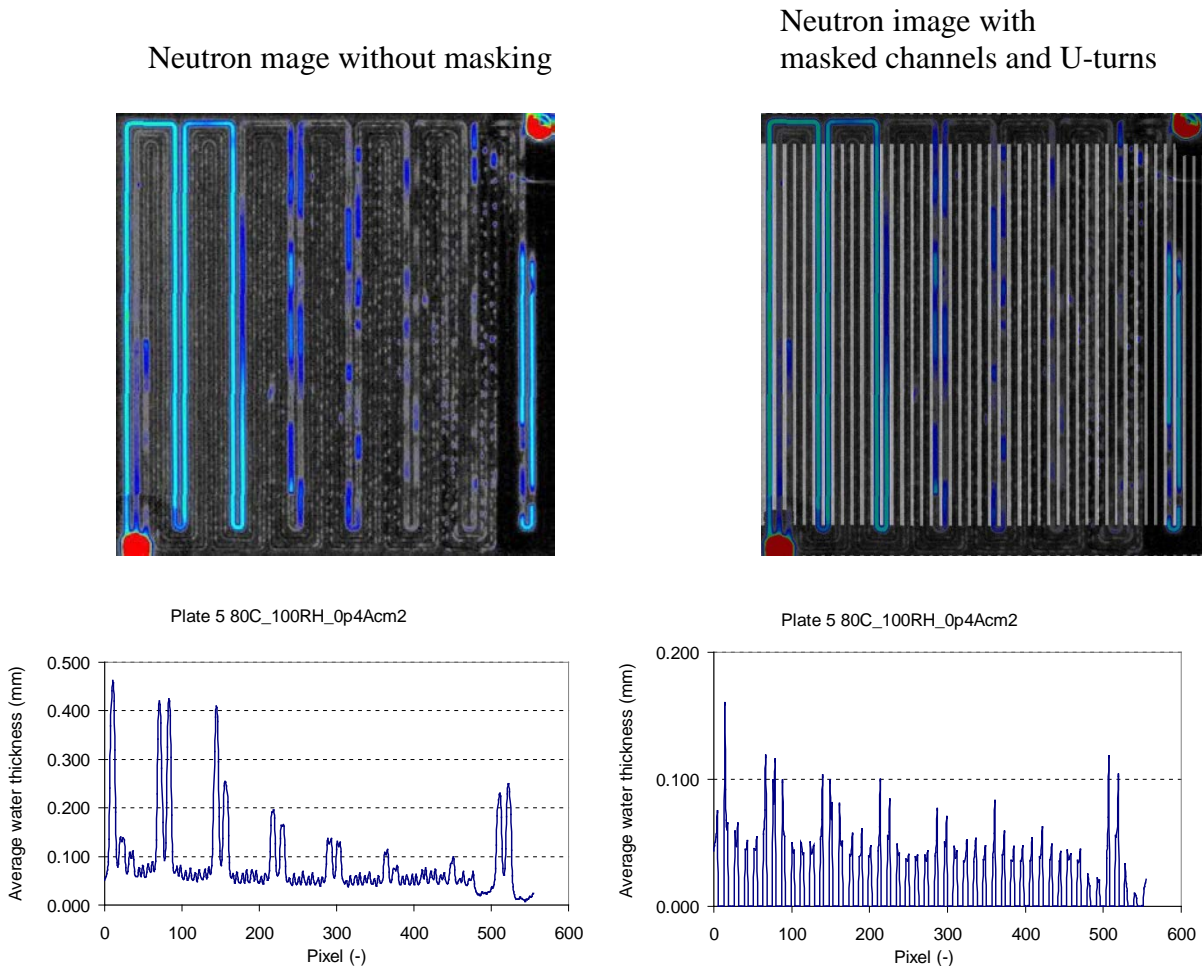 Neutron mage without masking
Neutron image with
masked channels and U-turns
Plate 5 80C_100RH_0p4Acm2
Average water thickness (mm)
0.500
0.400
0.300
0.200
0.100
0.000
0 100 200 300 400 500 600
Pixel (-)
Plate 5 80C_100RH_0p4Acm2
Average water thickness (mm)
0.200
0.100
0.000
0 100 200 300 400 500 600
Pixel (-)